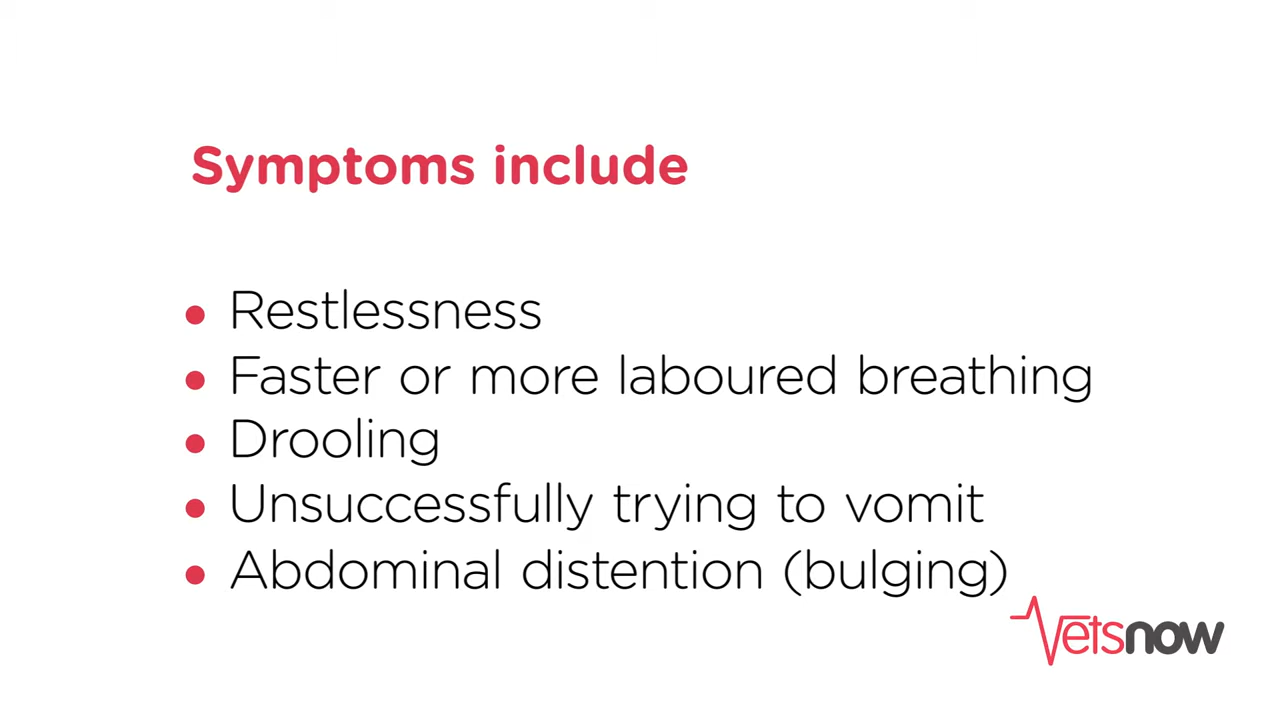 Symptoms include
• Restlessness
• Faster or more laboured breathing
• Drooling
• Unsuccessfully trying to vomit
• Abdominal distention (bulging)
Vetsnow